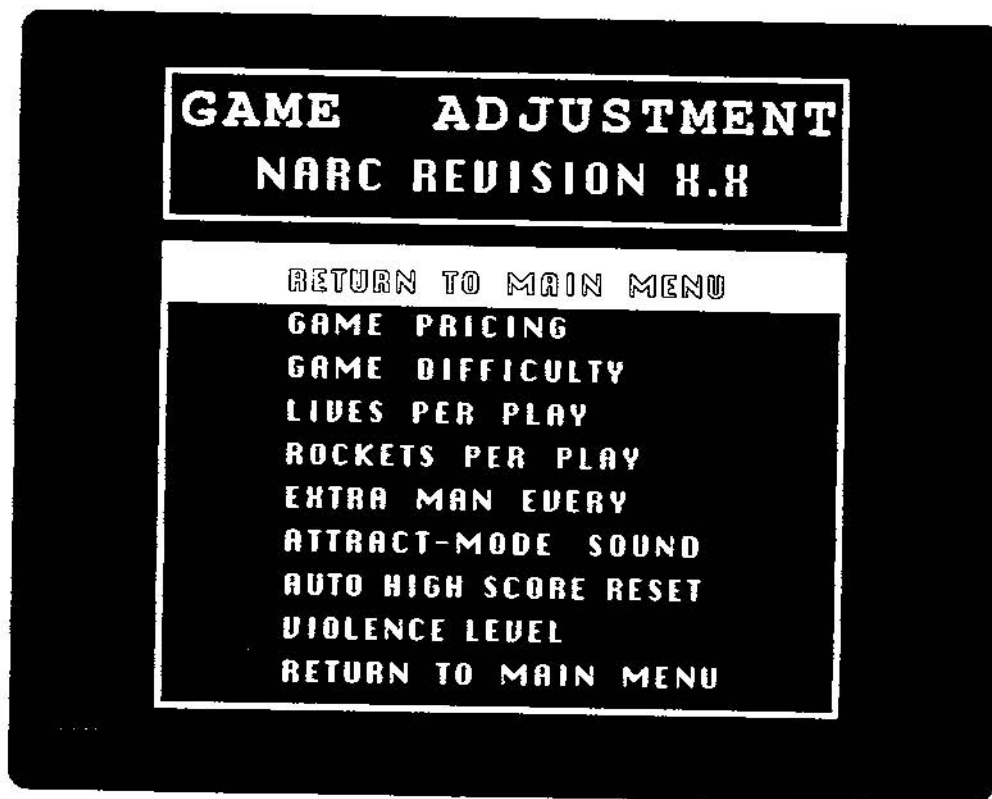 GAME ADJUSTMENT
NARC REVISION X.X
RETURN TO MAIN MENU
GAME PRICING
GAME DIFFICULTY
LIVES PER PLAY
ROCKETS PER PLAY
EXTRA MAN EVERY
ATTRACT-MODE SOUND
AUTO HIGH SCORE RESET
VIOLENCE LEVEL
RETURN TO MAIN MENU